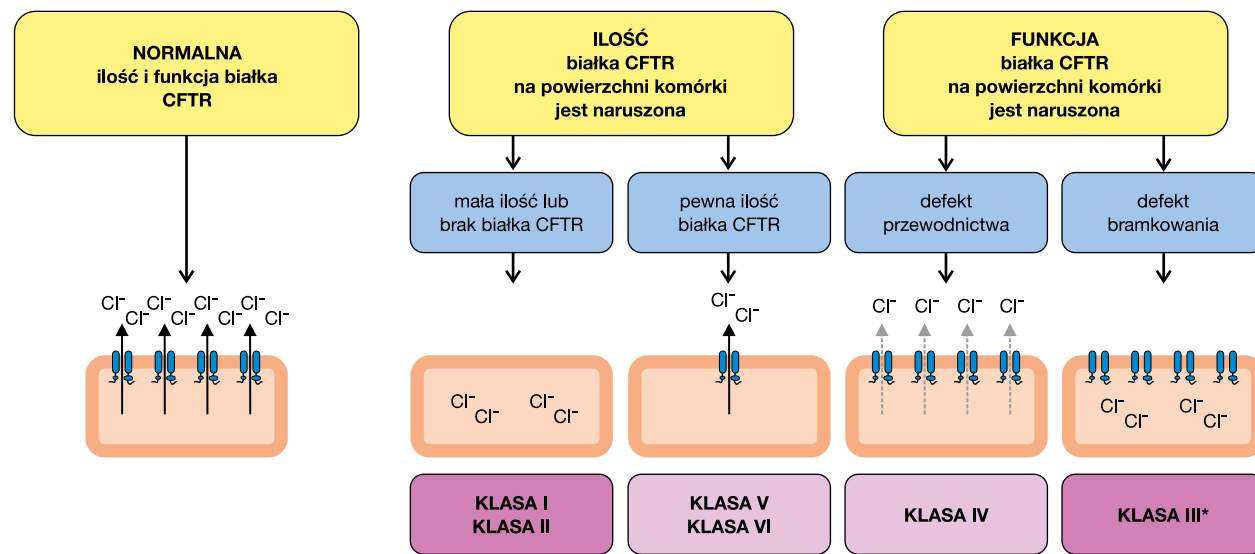 NORMALNA
ilość i funkcja białka
CFTR
ILOŚĆ
białka CFTR
na powierzchni komórki
jest naruszona
FUNKCJA
białka CFTR
na powierzchni komórki
jest naruszona
mała ilość lub
brak białka CFTR
pewna ilość
białka CFTR
defekt
przewodnictwa
defekt
bramkowania
Cl⁻ Cl⁻ Cl⁻ Cl⁻
Cl⁻ Cl⁻ Cl⁻ Cl⁻
Cl⁻
Cl⁻
Cl⁻ Cl⁻ Cl⁻ Cl⁻
Cl⁻ Cl⁻
Cl⁻ Cl⁻
Cl⁻ Cl⁻
Cl⁻ Cl⁻
KLASA I
KLASA II
KLASA V
KLASA VI
KLASA IV
KLASA III*